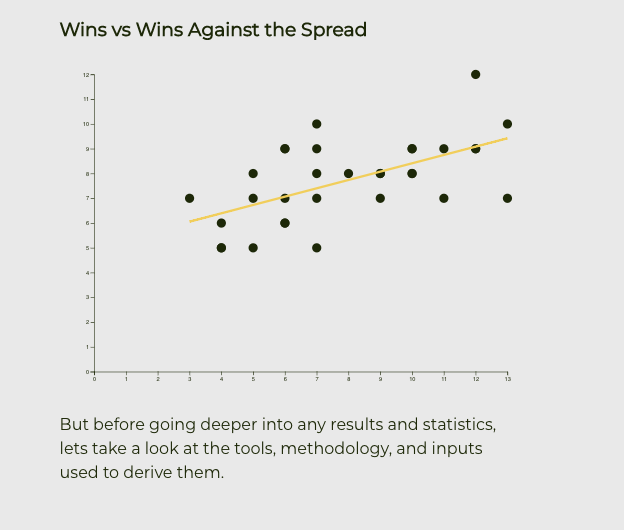 Wins vs Wins Against the Spread
12
11
10
9
8
7
6
5
4
3
2
1
0
0 1 2 3 4 5 6 7 8 9 10 11 12 13
But before going deeper into any results and statistics,
lets take a look at the tools, methodology, and inputs
used to derive them.